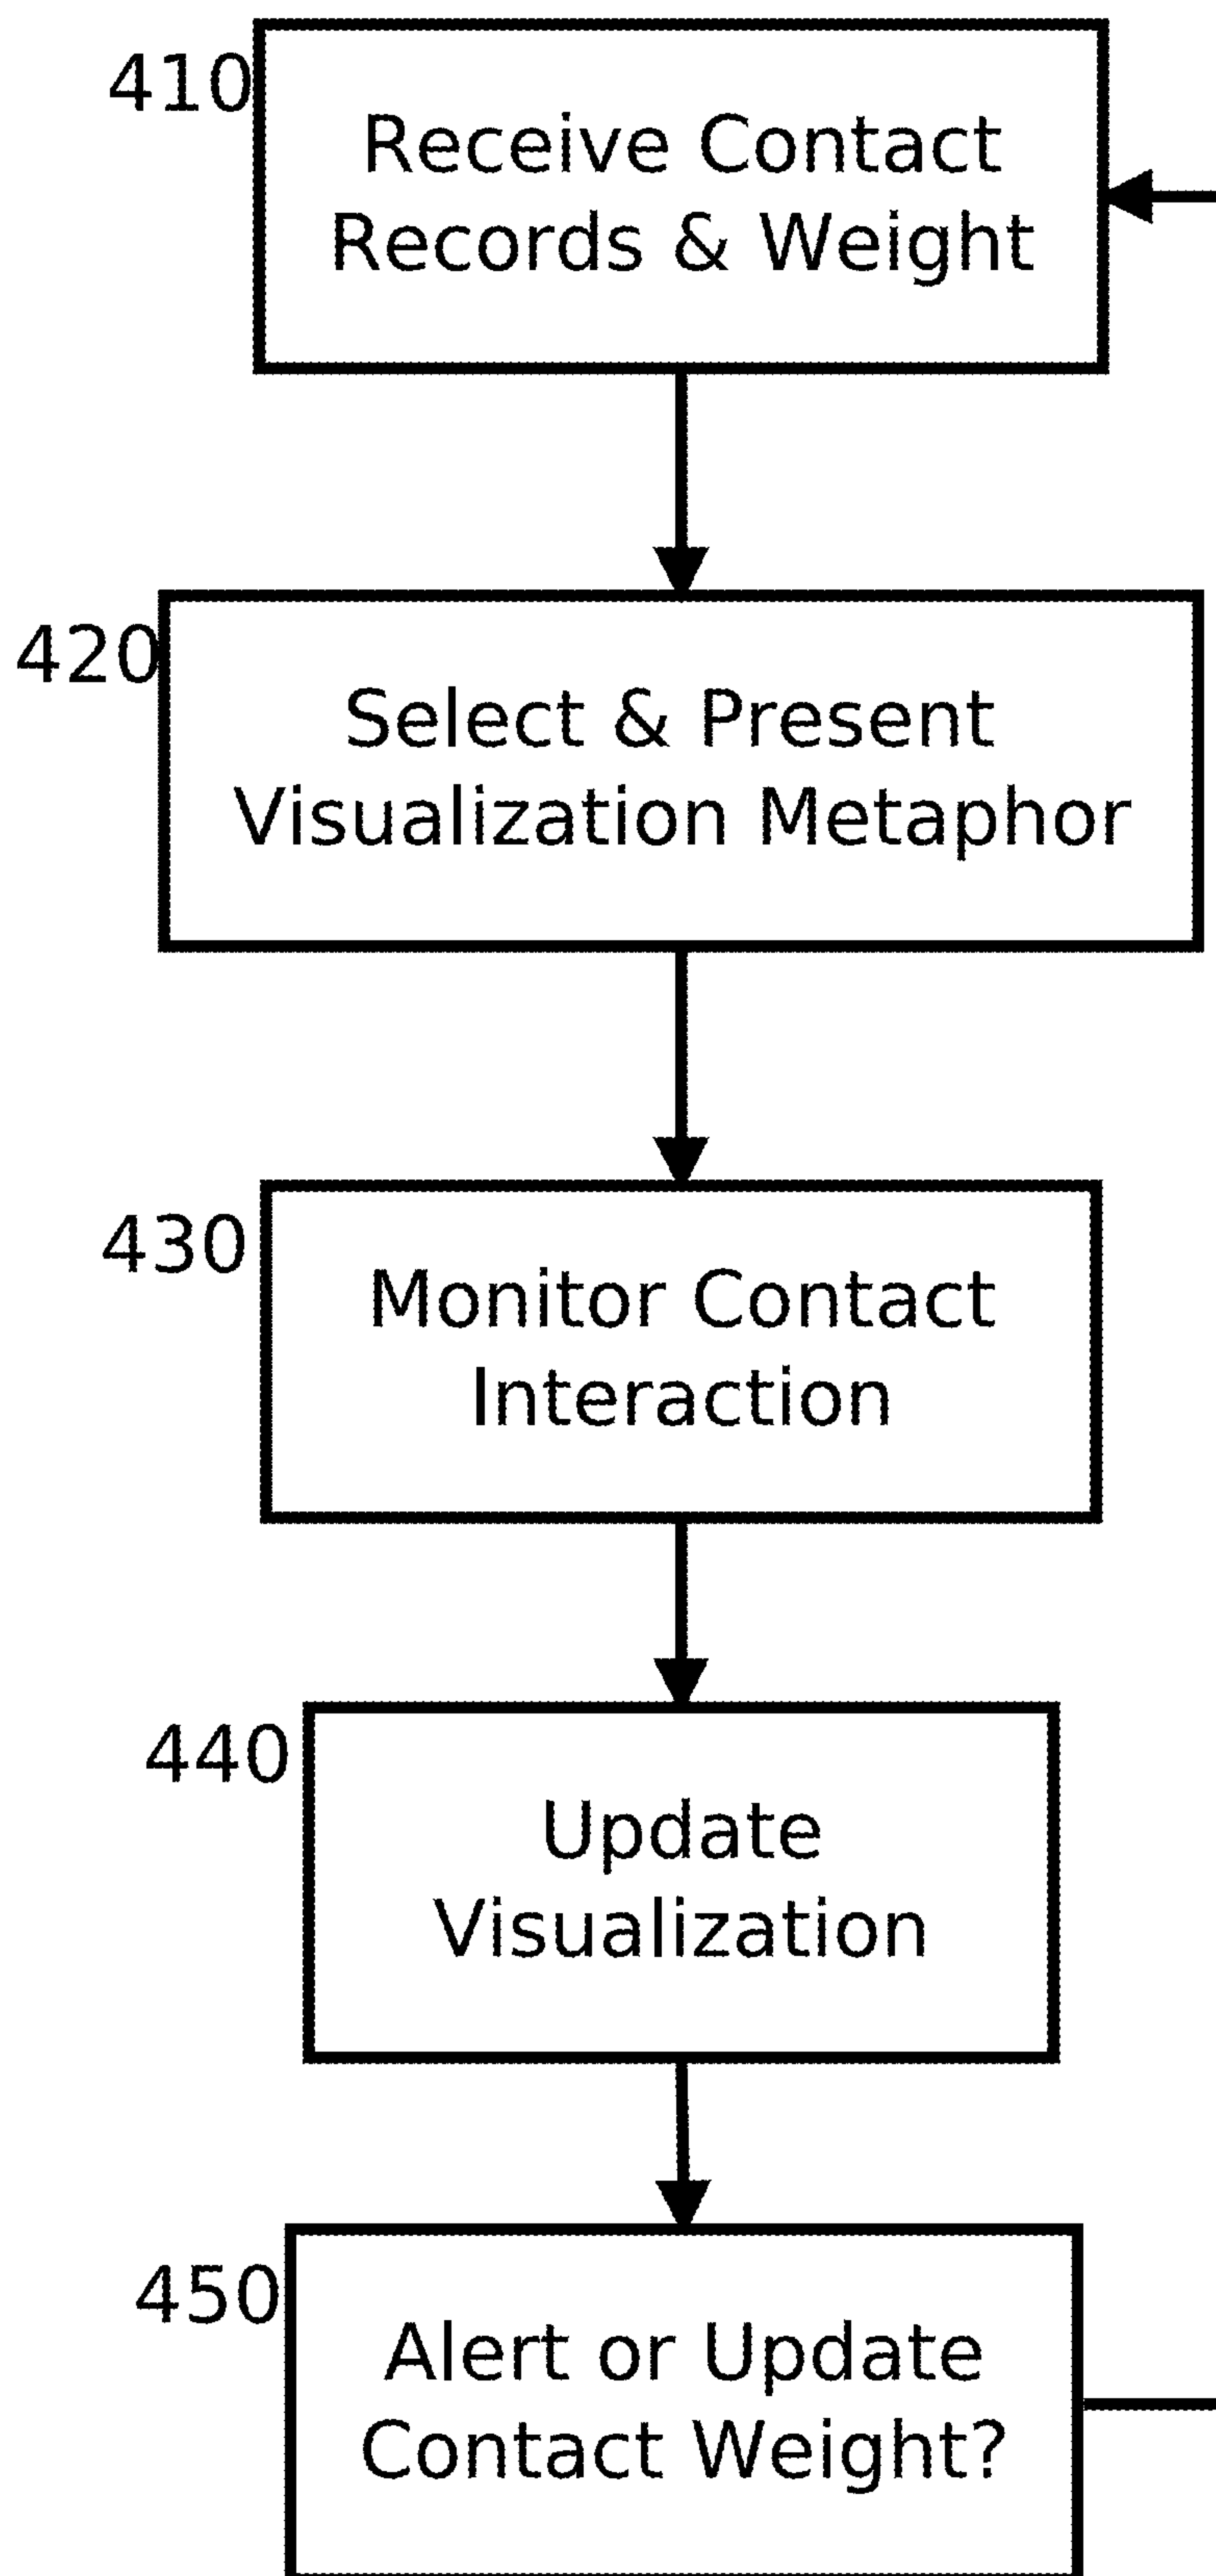 410
Receive Contact
Records & Weight
420
Select & Present
Visualization Metaphor
430
Monitor Contact
Interaction
440
Update
Visualization
450
Alert or Update
Contact Weight?